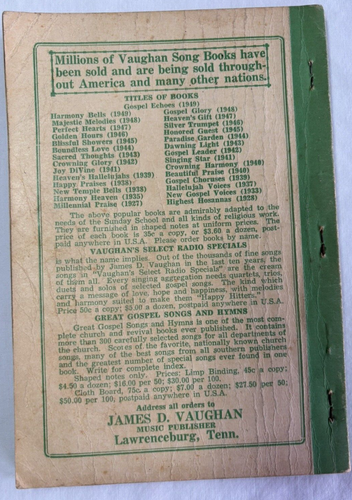 Millions of Vaughan Song Books have
been sold and are being sold through-
out America and many other nations.
TITLES OF BOOKS
Gospel Echoes (1949)
Harmony Bells (1949)
Majestic Melodies (1948)
Perfect Hearts (1947)
Golden Hours (1946)
Blissful Showers (1945)
Boundless Love (1944)
Sacred Thoughts (1943)
Crowning Glory (1943)
Joy DiVine (1941)
Heaven's Hallelujahs (1939)
Happy Praises (1938)
New Temple Bells (1938)
Harmony Heaven (1935)
Millennial Praise (1927)
Gospel Glory (1948)
Heaven's Gift (1947)
Silver Trumpet (1946)
Honored Guest (1945)
Paradise Garden (1944)
Dawning Light (1943)
Gospel Leader (1942)
Singing Star (1941)
Crowning Harmony (1940)
Beautiful Praise (1940)
Gospel Choruses (1939)
Hallelujah Voices (1937)
New Gospel Voices (1933)
Highest Hosannas (1928)
The above popular books are admirably adapted to the
needs of the Sunday School and all kinds of religious work.
They are furnished in shaped notes at uniform prices. The
price of each book is 35c a copy, or $3.60 a dozen, post-
paid anywhere in U.S.A. Please order books by name.
VAUGHAN'S SELECT RADIO SPECIALS
is what the name implies. Out of the thousands of fine songs
published by James D. Vaughan in the last ten years, the
songs in "Vaughan's Select Radio Specials" are the cream
of them all. Every singing aggregation needs quartets, trios,
duets and solos of selected gospel songs. The kind which
carry a message of love, hope and happiness, with melodies
and harmony suited to make them "Happy Hitters."
Price 50c a copy; $5.00 a dozen, postpaid anywhere in U.S.A.
GREAT GOSPEL SONGS AND HYMNS
Great Gospel Songs and Hymns is one of the most com-
plete church and revival books ever published. It contains
more than 300 carefully selected songs for all departments of
the church. Scores of the favorite, nationally known church
songs, many of the best songs from all southern publishers
and the greatest number of special songs ever found in one
book. Write for complete index.
Shaped notes only. Prices: Limp Binding, 45c a copy;
$4.50 a dozen; $16.00 per 50; $30.00 per 100.
Cloth Board, 75c a copy; $7.00 a dozen; $27.50 per 50;
$50.00 per 100; postpaid anywhere in U.S.A.
Address all orders to
JAMES D. VAUGHAN
MUSIC PUBLISHER
Lawrenceburg, Tenn.